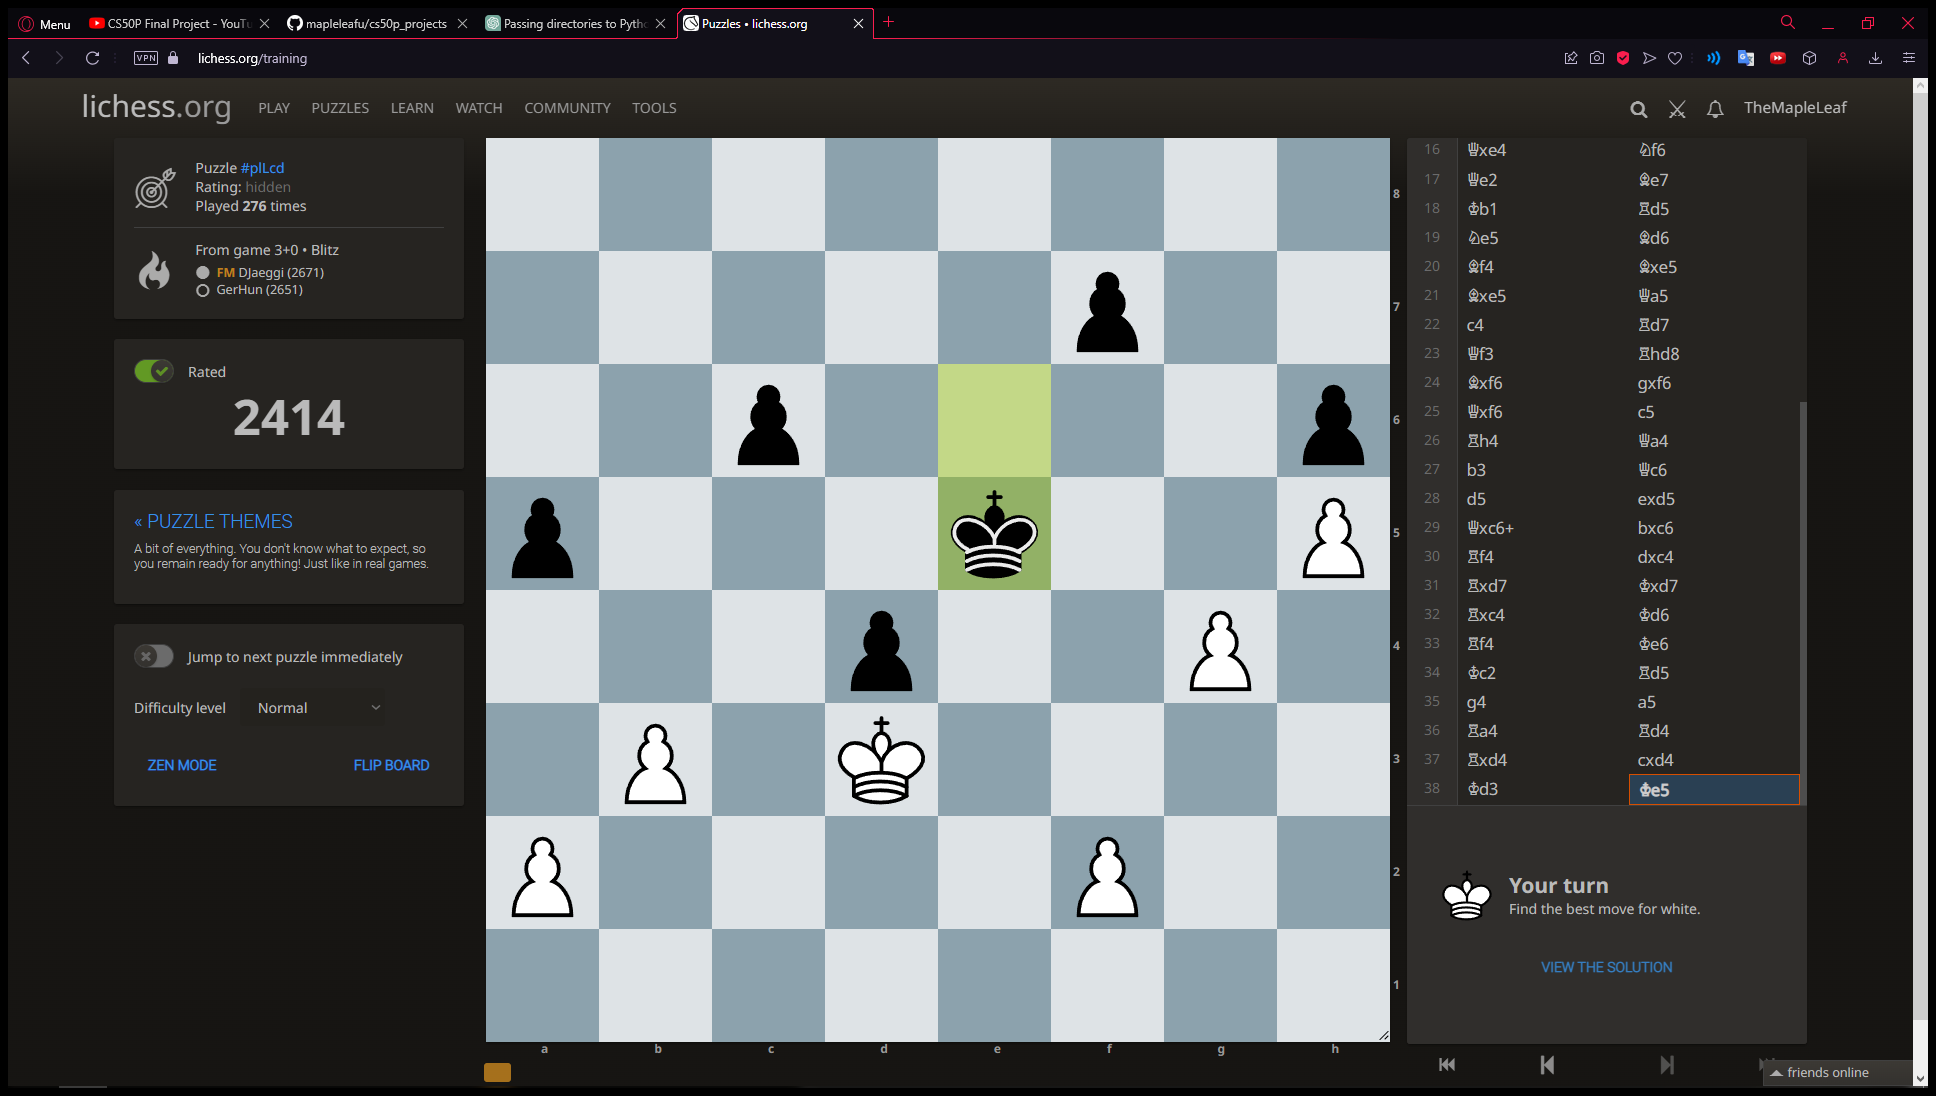 Menu
CS50P Final Project - YouTu
mapleleafu/cs50p_projects
Passing directories to Pyth
Puzzles • lichess.org
VPN
lichess.org/training
lichess.org
PLAY
PUZZLES
LEARN
WATCH
COMMUNITY
TOOLS
TheMapleLeaf
Puzzle #plLcd
Rating: hidden
Played 276 times
From game 3+0 • Blitz
FM DJaeggi (2671)
GerHun (2651)
Rated
2414
« PUZZLE THEMES
A bit of everything. You don't know what to expect, so
you remain ready for anything! Just like in real games.
Jump to next puzzle immediately
Difficulty level Normal
ZEN MODE
FLIP BOARD
8
7
6
5
4
3
2
1
a b c d e f g h
16 ♕xe4 ♘f6
17 ♕e2 ♗e7
18 ♔b1 ♖d5
19 ♘e5 ♗d6
20 ♗f4 ♗xe5
21 ♗xe5 ♕a5
22 c4 ♖d7
23 ♕f3 ♖hd8
24 ♗xf6 gxf6
25 ♕xf6 c5
26 ♖h4 ♕a4
27 b3 ♕c6
28 d5 exd5
29 ♕xc6+ bxc6
30 ♖f4 dxc4
31 ♖xd7 ♔xd7
32 ♖xc4 ♔d6
33 ♖f4 ♔e6
34 ♔c2 ♖d5
35 g4 a5
36 ♖a4 ♖d4
37 ♖xd4 cxd4
38 ♔d3 ♔e5
Your turn
Find the best move for white.
VIEW THE SOLUTION
friends online